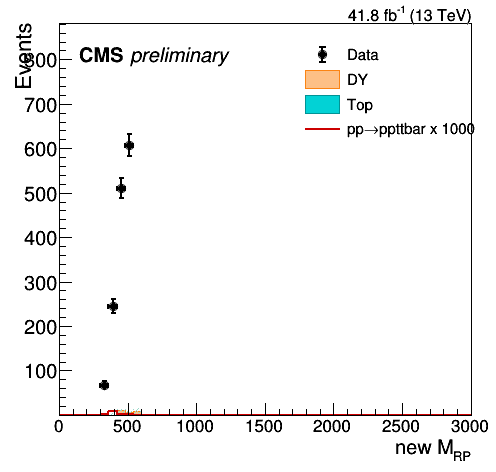 41.8 fb⁻¹ (13 TeV)
Events
CMS preliminary
Data
DY
Top
pp→ppttbar x 1000
800
700
600
500
400
300
200
100
0 500 1000 1500 2000 2500 3000
new M_RP